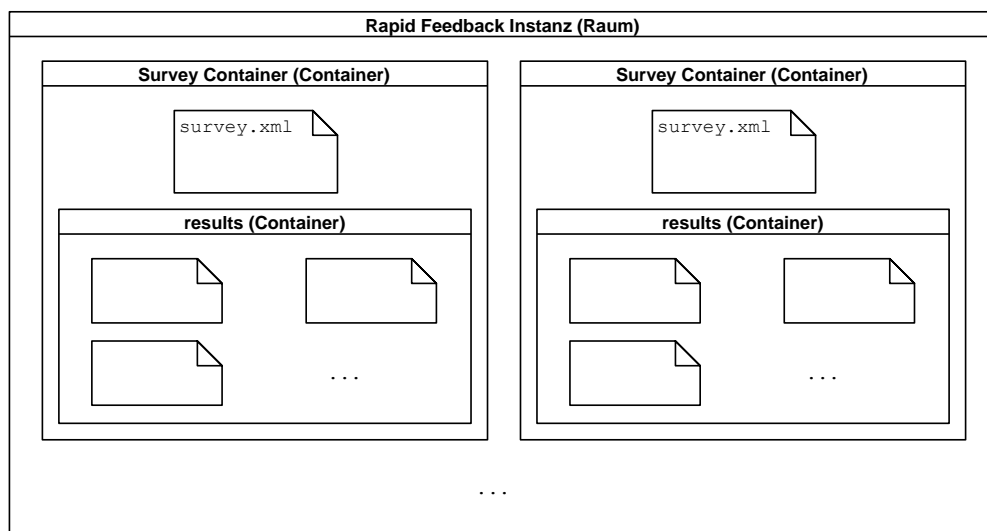 Rapid Feedback Instanz (Raum)
Survey Container (Container)
survey.xml
results (Container)
...
Survey Container (Container)
survey.xml
results (Container)
...
...